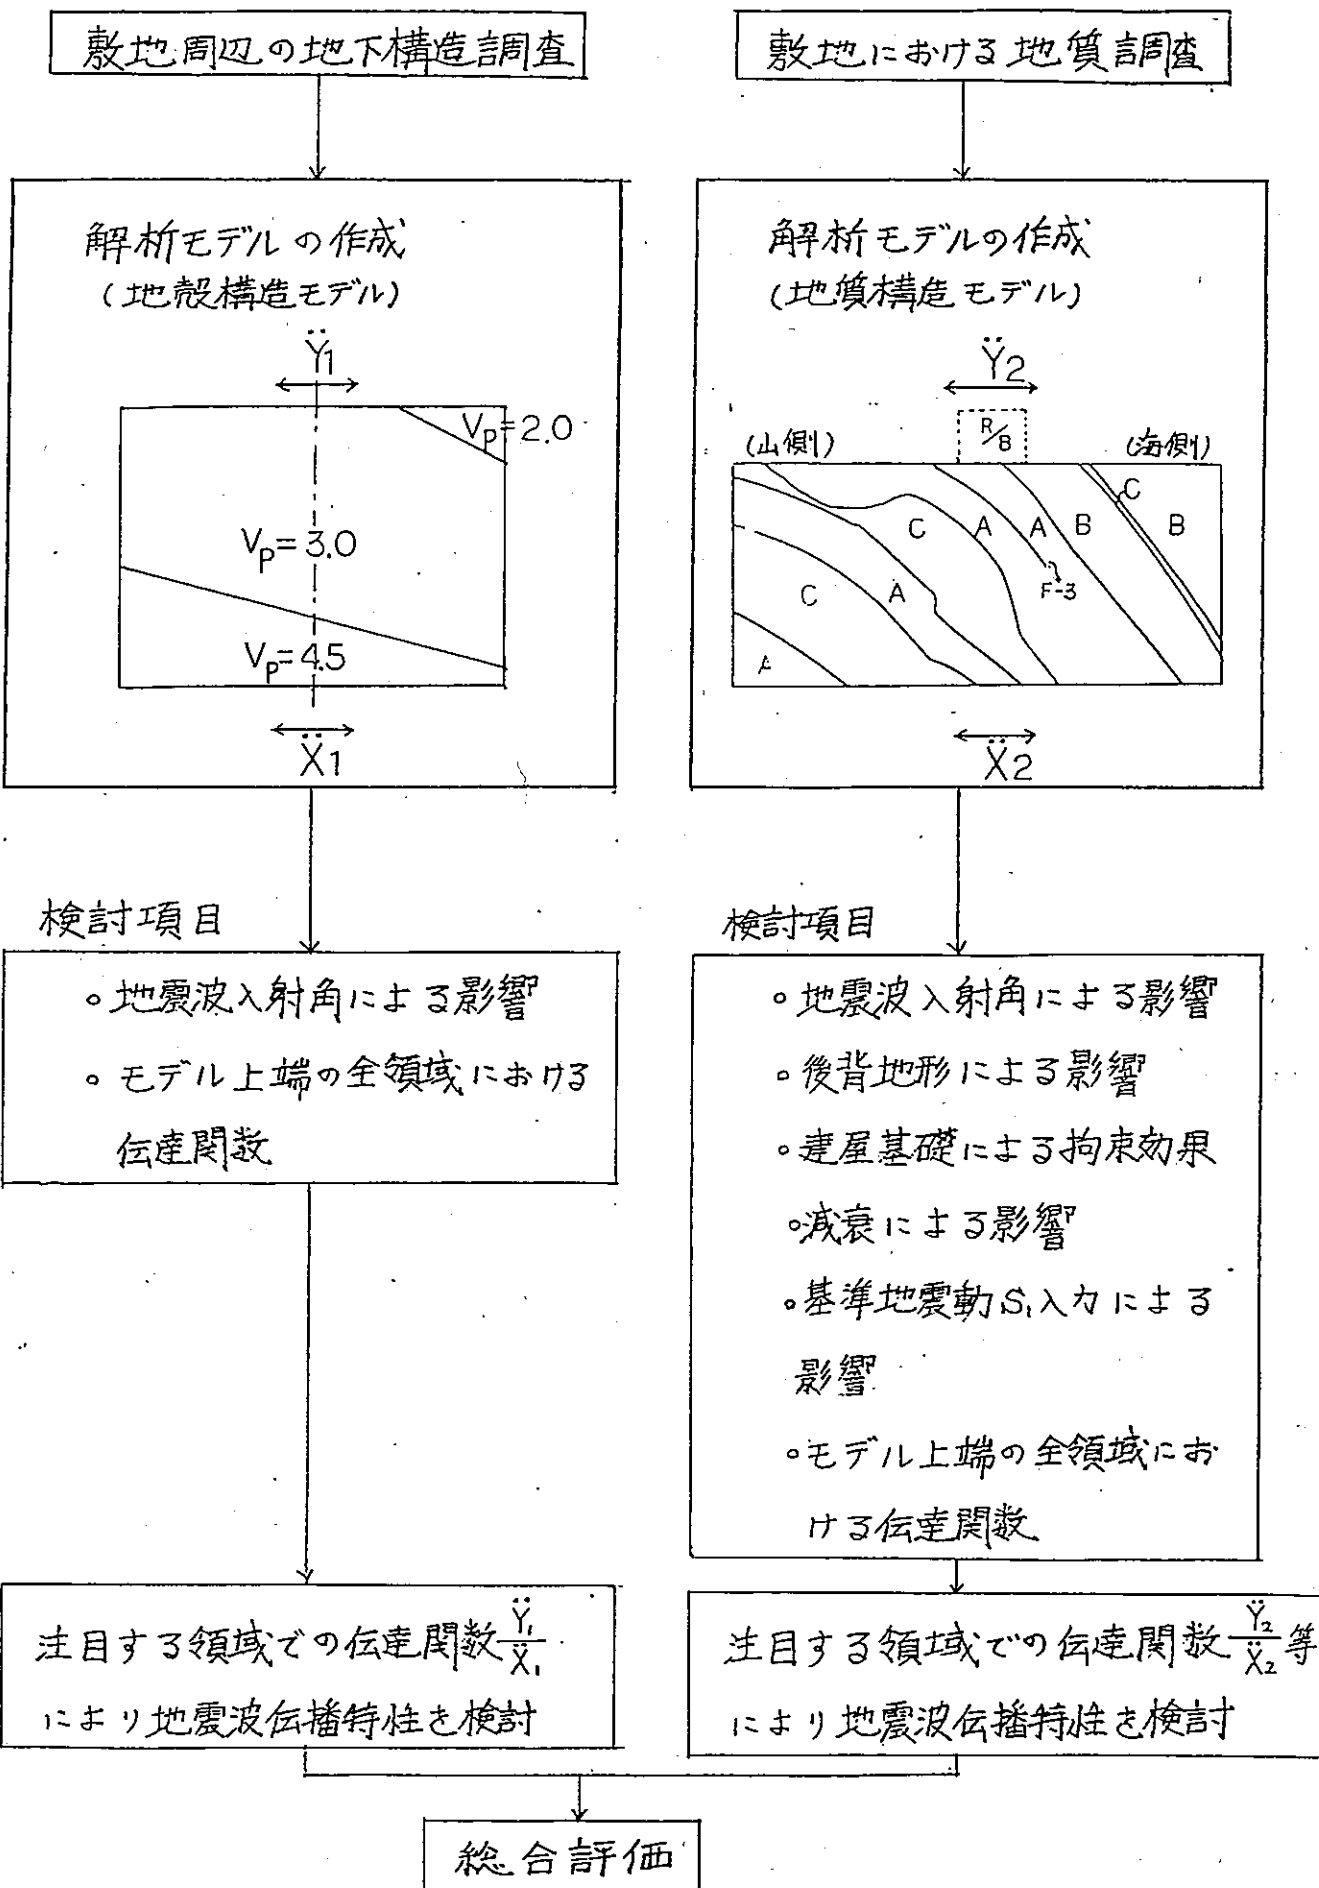 敷地周辺の地下構造調査
解析モデルの作成
(地殻構造モデル)
Ÿ1
Vp=2.0
Vp=3.0
Vp=4.5
Ẍ1
検討項目
。地震波入射角による影響
。モデル上端の全領域における
伝達関数
注目する領域での伝達関数Ÿ1/Ẍ1
により地震波伝播特性を検討
敷地における地質調査
解析モデルの作成
(地質構造モデル)
Ÿ2
R/B
(山側)
(海側)
C
C
A
A
B
B
F-3
C
A
A
Ẍ2
検討項目
。地震波入射角による影響
。後背地形による影響
。建屋基礎による拘束効果
。減衰による影響
。基準地震動S1入力による
影響
。モデル上端の全領域にお
ける伝達関数
注目する領域での伝達関数Ÿ2/Ẍ2等
により地震波伝播特性を検討
総合評価